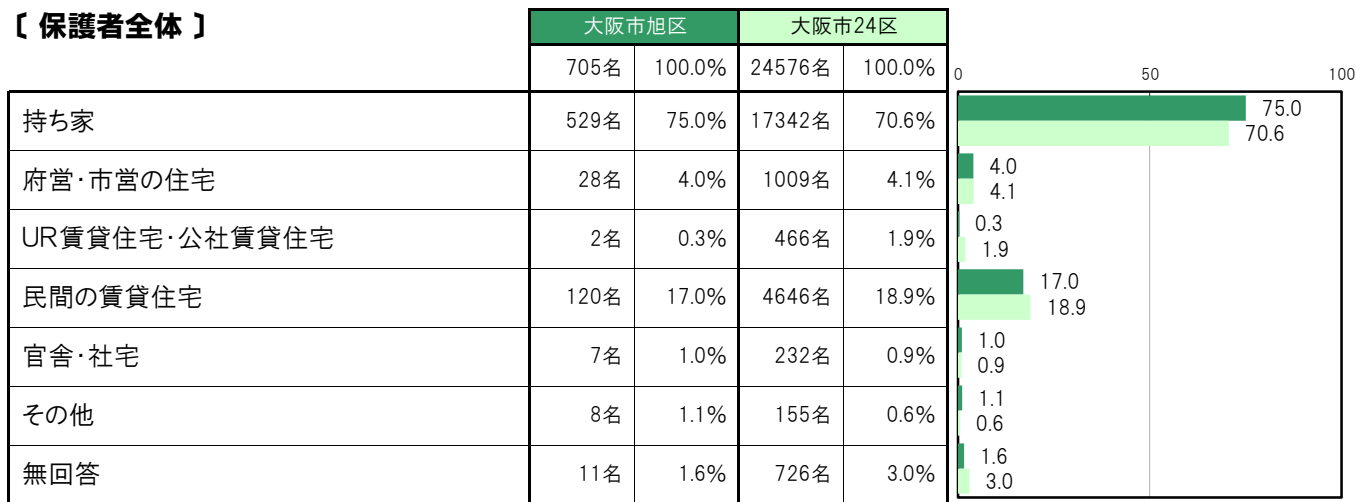 〔 保護者全体 〕
大阪市旭区 大阪市24区
705名 100.0% 24576名 100.0%
0 50 100
持ち家 529名 75.0% 17342名 70.6%
75.0
70.6
府営・市営の住宅 28名 4.0% 1009名 4.1%
4.0
4.1
UR賃貸住宅・公社賃貸住宅 2名 0.3% 466名 1.9%
0.3
1.9
民間の賃貸住宅 120名 17.0% 4646名 18.9%
17.0
18.9
官舎・社宅 7名 1.0% 232名 0.9%
1.0
0.9
その他 8名 1.1% 155名 0.6%
1.1
0.6
無回答 11名 1.6% 726名 3.0%
1.6
3.0